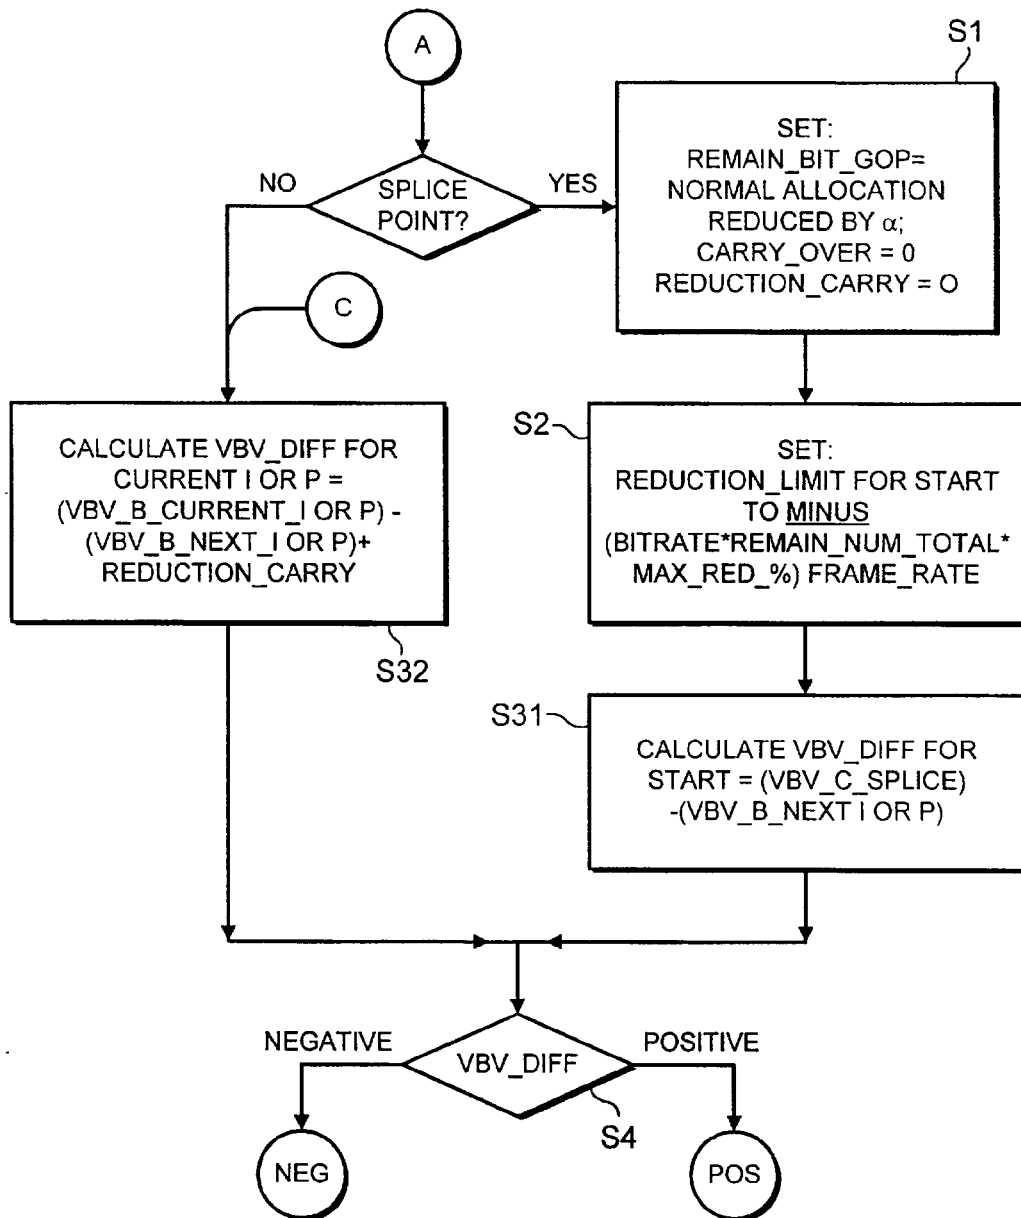 A
S1
SET:
REMAIN_BIT_GOP=
NORMAL ALLOCATION
REDUCED BY α;
CARRY_OVER = 0
REDUCTION_CARRY = O
NO
SPLICE
POINT?
YES
C
CALCULATE VBV_DIFF FOR
CURRENT I OR P =
(VBV_B_CURRENT_I OR P) -
(VBV_B_NEXT_I OR P)+
REDUCTION_CARRY
S32
S2
SET:
REDUCTION_LIMIT FOR START
TO MINUS
(BITRATE*REMAIN_NUM_TOTAL*
MAX_RED_%) FRAME_RATE
S31
CALCULATE VBV_DIFF FOR
START = (VBV_C_SPLICE)
-(VBV_B_NEXT I OR P)
NEGATIVE
VBV_DIFF
POSITIVE
S4
NEG
POS